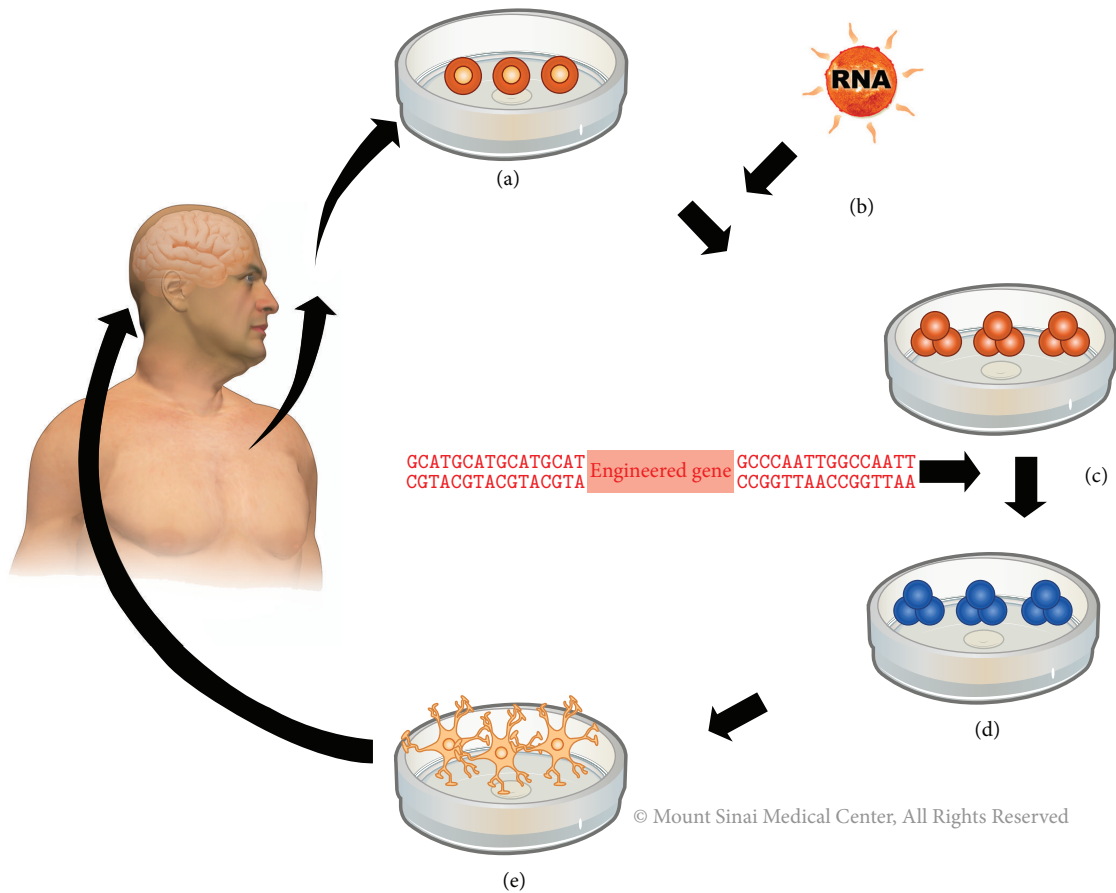 RNA
(a)
(b)
GCATGCATGCATGCAT Engineered gene GCCCAATTGGCCAATT
CGTACGTACGTACGTA CCGGTTAACCGGTTAA
(c)
(d)
© Mount Sinai Medical Center, All Rights Reserved
(e)